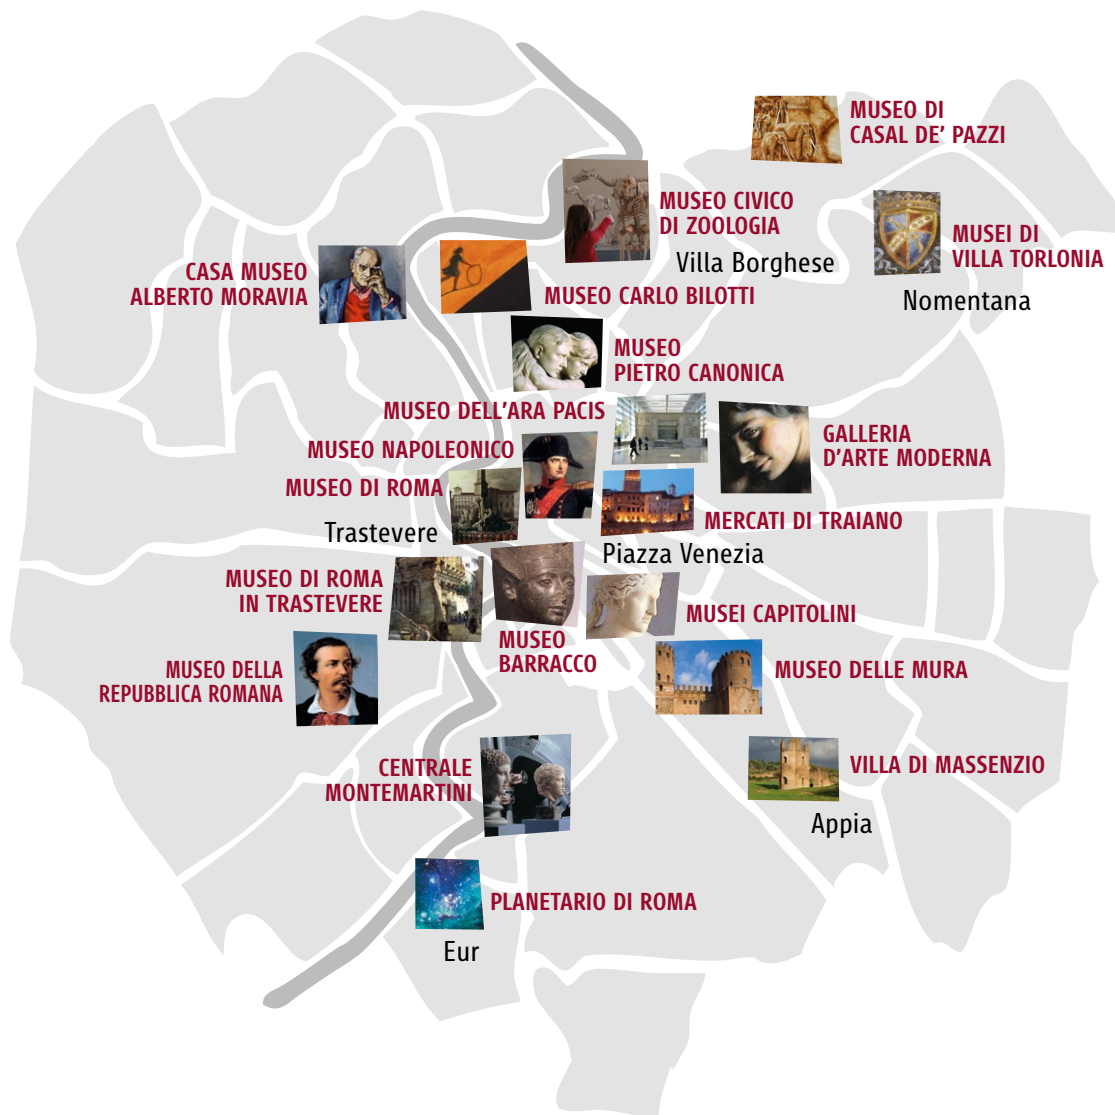 MUSEO DI
CASAL DE’ PAZZI
MUSEO CIVICO
DI ZOOLOGIA
Villa Borghese
MUSEI DI
VILLA TORLONIA
Nomentana
CASA MUSEO
ALBERTO MORAVIA
MUSEO CARLO BILOTTI
MUSEO
PIETRO CANONICA
MUSEO DELL’ARA PACIS
MUSEO NAPOLEONICO
MUSEO DI ROMA
Trastevere
GALLERIA
D’ARTE MODERNA
MERCATI DI TRAIANO
Piazza Venezia
MUSEO DI ROMA
IN TRASTEVERE
MUSEO
BARRACCO
MUSEI CAPITOLINI
MUSEO DELLA
REPUBBLICA ROMANA
MUSEO DELLE MURA
CENTRALE
MONTEMARTINI
VILLA DI MASSENZIO
Appia
PLANETARIO DI ROMA
Eur